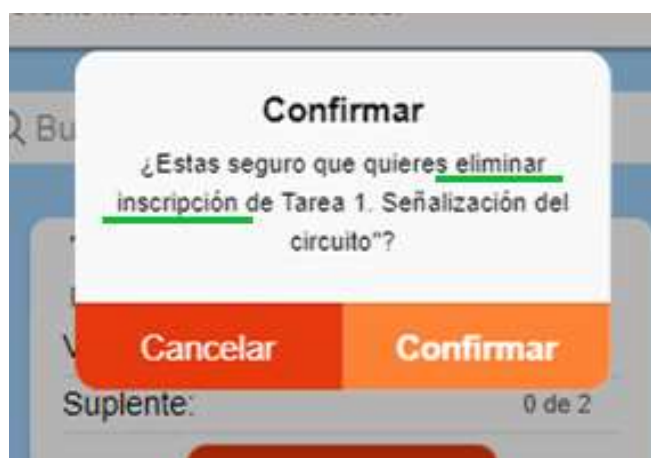 Bu
Confirmar
¿Estas seguro que quieres eliminar
inscripción de Tarea 1. Señalización del
circuito"?
Cancelar
Confirmar
Suplente:
0 de 2